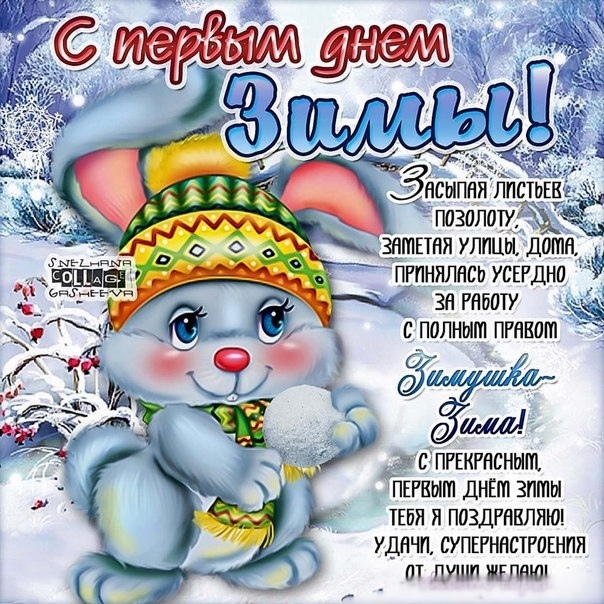 С первым днем
Зимы!
Засыпая листьев
позолоту,
заметая улицы, дома,
принялась усердно
за работу
с полным правом
Зимушка-
Зима!
С прекрасным,
первым днём зимы
тебя я поздравляю!
Удачи, супернастроения
от души желаю!
SNEZHANA
COLLAGE
GASHEEVA